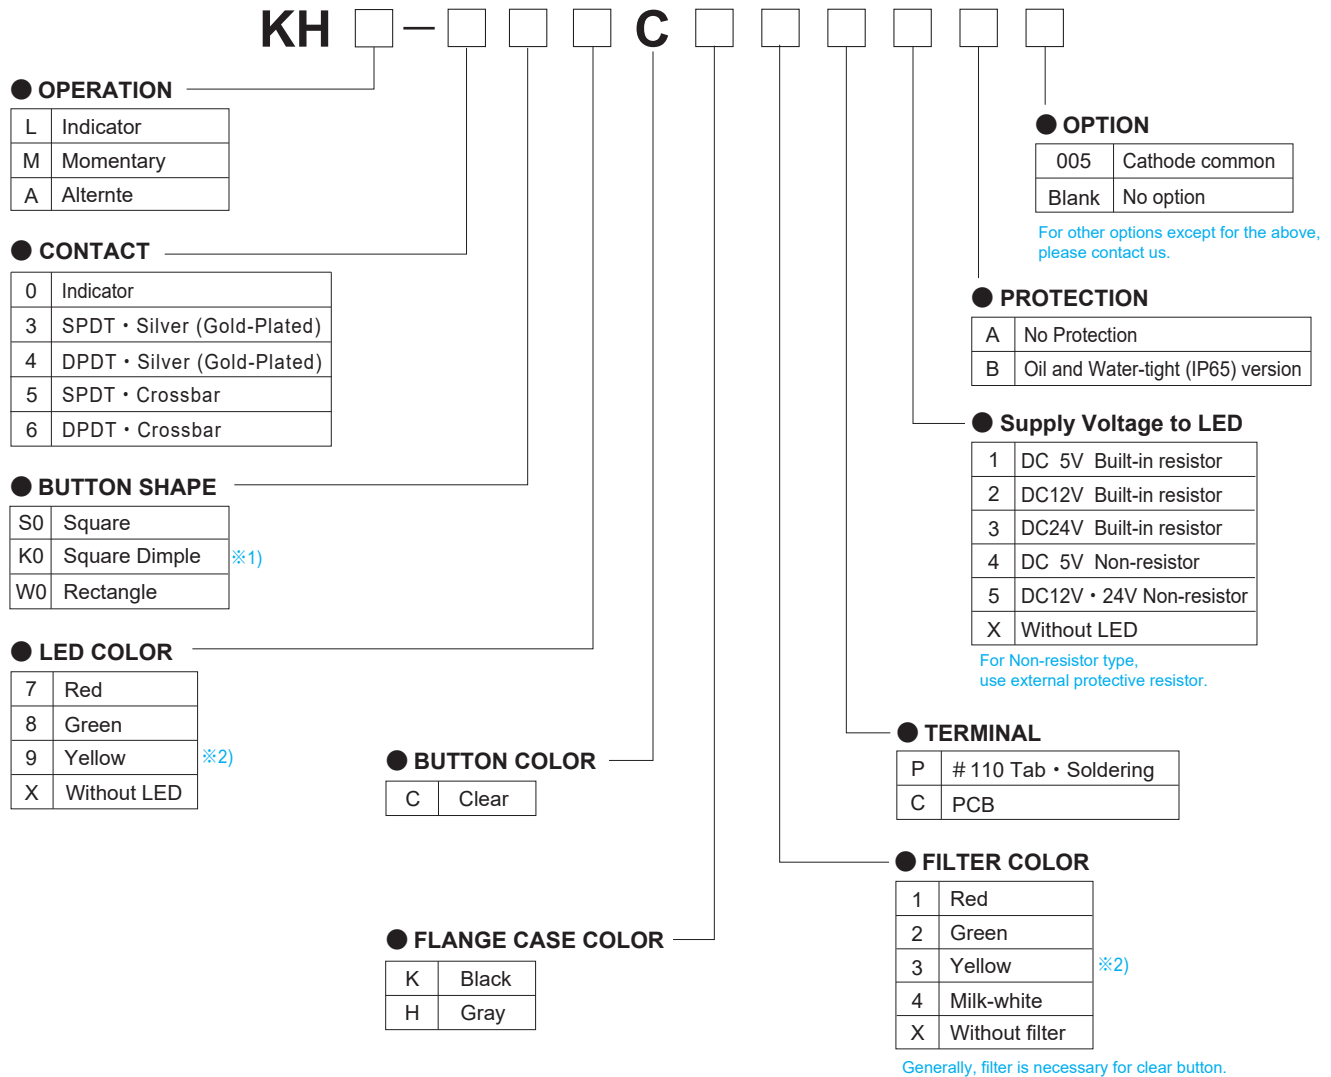 KH — C
● OPERATION
L Indicator
M Momentary
A Alternte
● CONTACT
0 Indicator
3 SPDT・Silver (Gold-Plated)
4 DPDT・Silver (Gold-Plated)
5 SPDT・Crossbar
6 DPDT・Crossbar
● BUTTON SHAPE
S0 Square
K0 Square Dimple ※1)
W0 Rectangle
● LED COLOR
7 Red
8 Green
9 Yellow ※2)
X Without LED
● BUTTON COLOR
C Clear
● FLANGE CASE COLOR
K Black
H Gray
● OPTION
005 Cathode common
Blank No option
For other options except for the above,
please contact us.
● PROTECTION
A No Protection
B Oil and Water-tight (IP65) version
● Supply Voltage to LED
1 DC 5V Built-in resistor
2 DC12V Built-in resistor
3 DC24V Built-in resistor
4 DC 5V Non-resistor
5 DC12V・24V Non-resistor
X Without LED
For Non-resistor type,
use external protective resistor.
● TERMINAL
P #110 Tab・Soldering
C PCB
● FILTER COLOR
1 Red
2 Green
3 Yellow ※2)
4 Milk-white
X Without filter
Generally, filter is necessary for clear button.